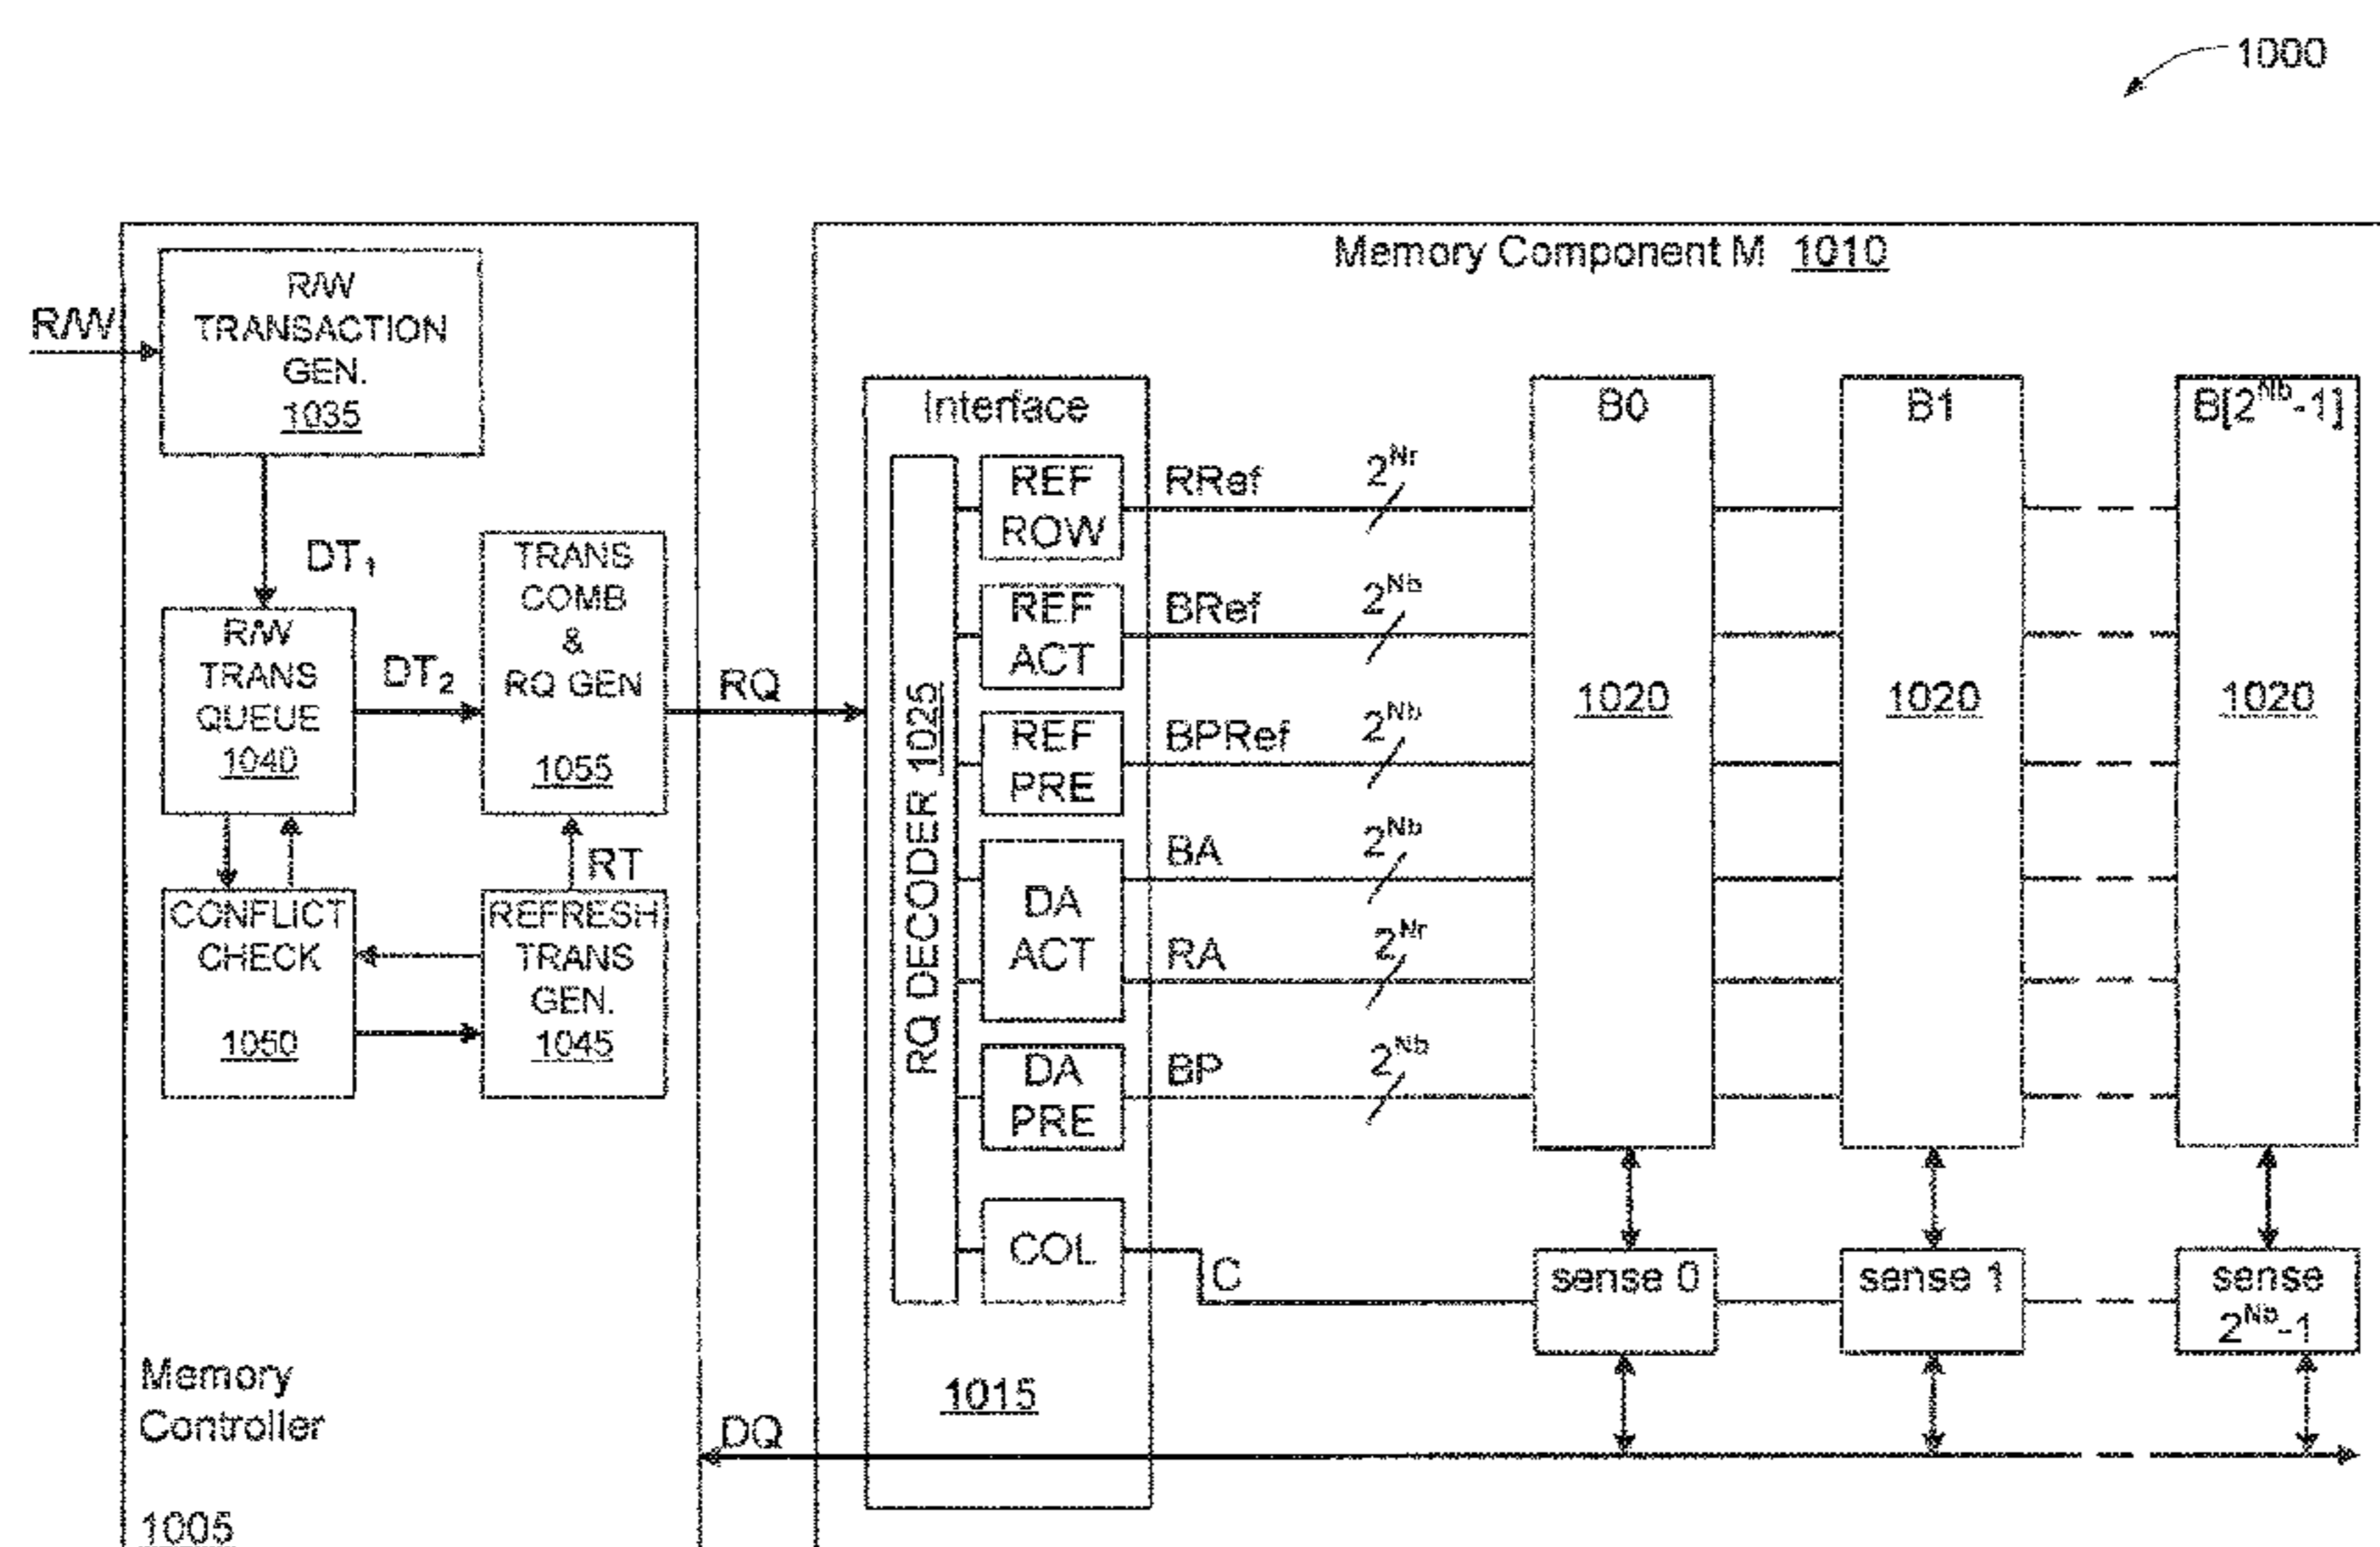 1000
Memory Component M 1010
R/W
R/W
TRANSACTION
GEN.
1035
DT₁
R/W
TRANS
QUEUE
1040
DT₂
TRANS
COMB
&
RQ GEN
1055
RT
CONFLICT
CHECK
1050
REFRESH
TRANS
GEN.
1045
Memory
Controller
1005
RQ
DQ
Interface
RQ DECODER 1025
REF
ROW
REF
ACT
REF
PRE
DA
ACT
DA
PRE
COL
1015
RRef 2^Nr
BRef 2^Nb
BPRef 2^Nb
BA 2^Nb
RA 2^Nr
BP 2^Nb
C
B0
1020
B1
1020
B[2^Nb-1]
1020
sense 0
sense 1
sense
2^Nb-1